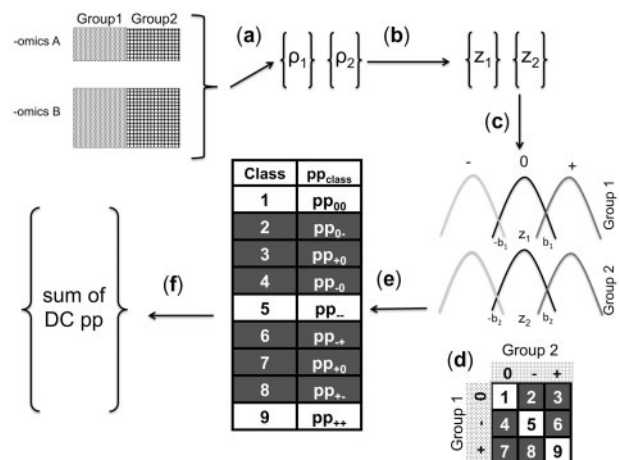 Group1 Group2
-omics A
-omics B
(a)
{ρ1} {ρ2}
(b)
{z1} {z2}
(c)
- 0 +
-b1 z1 b1
Group 1
-b2 z2 b2
Group 2
(d)
Group 2
0 - +
Group 1
0 1 2 3
- 4 5 6
+ 7 8 9
(e)
Class ppclass
1 pp00
2 pp0-
3 pp+0
4 pp-0
5 pp--
6 pp-+
7 pp+0
8 pp+-
9 pp++
(f)
sum of
DC pp